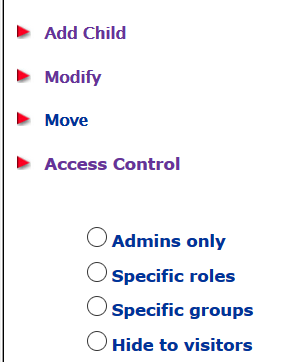 Add Child
Modify
Move
Access Control
Admins only
Specific roles
Specific groups
Hide to visitors